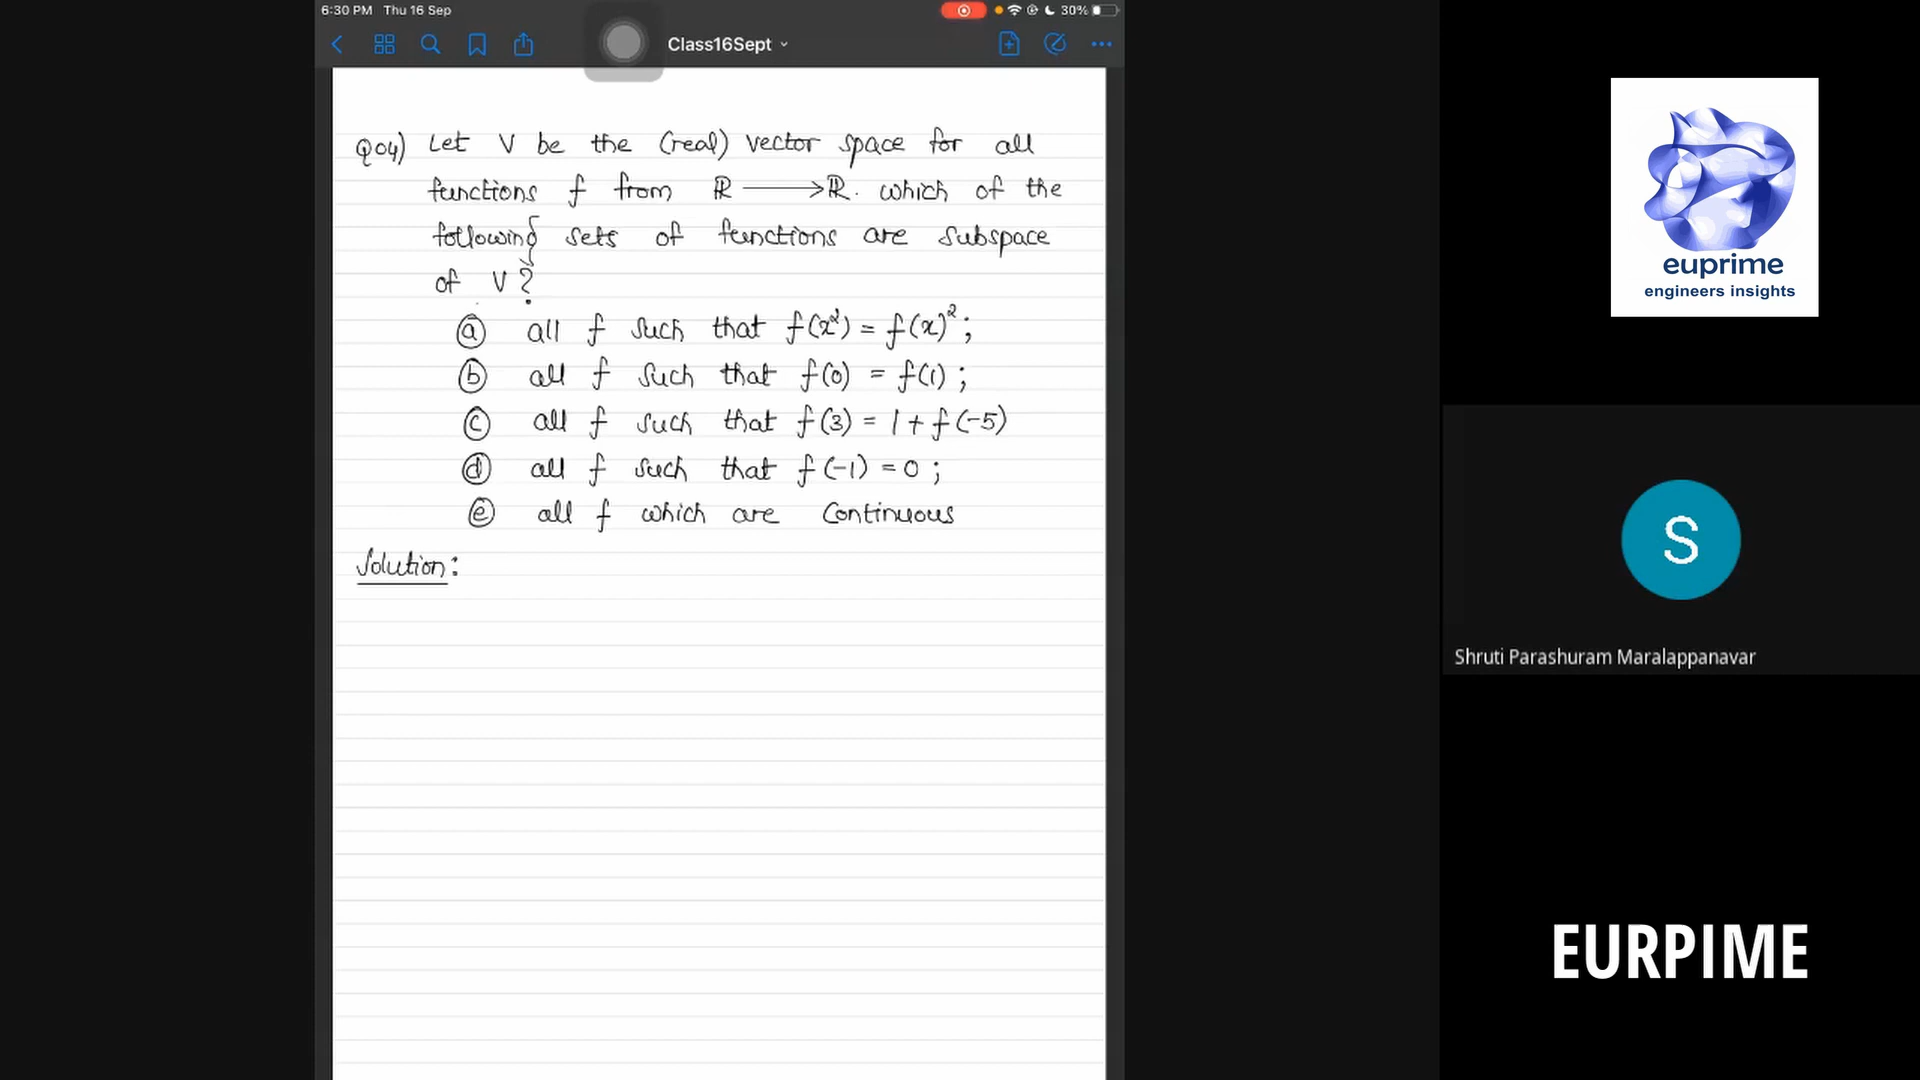 6:30 PM Thu 16 Sep
30%
Class16Sept
Q04) Let V be the (real) vector space for all
functions f from ℝ ⟶ ℝ. which of the
following sets of functions are subspace
of V?
ⓐ all f such that f(x²) = f(x)²;
ⓑ all f such that f(0) = f(1);
ⓒ all f such that f(3) = 1 + f(-5)
ⓓ all f such that f(-1) = 0;
ⓔ all f which are Continuous
Solution:
euprime
engineers insights
S
Shruti Parashuram Maralappanavar
EURPIME